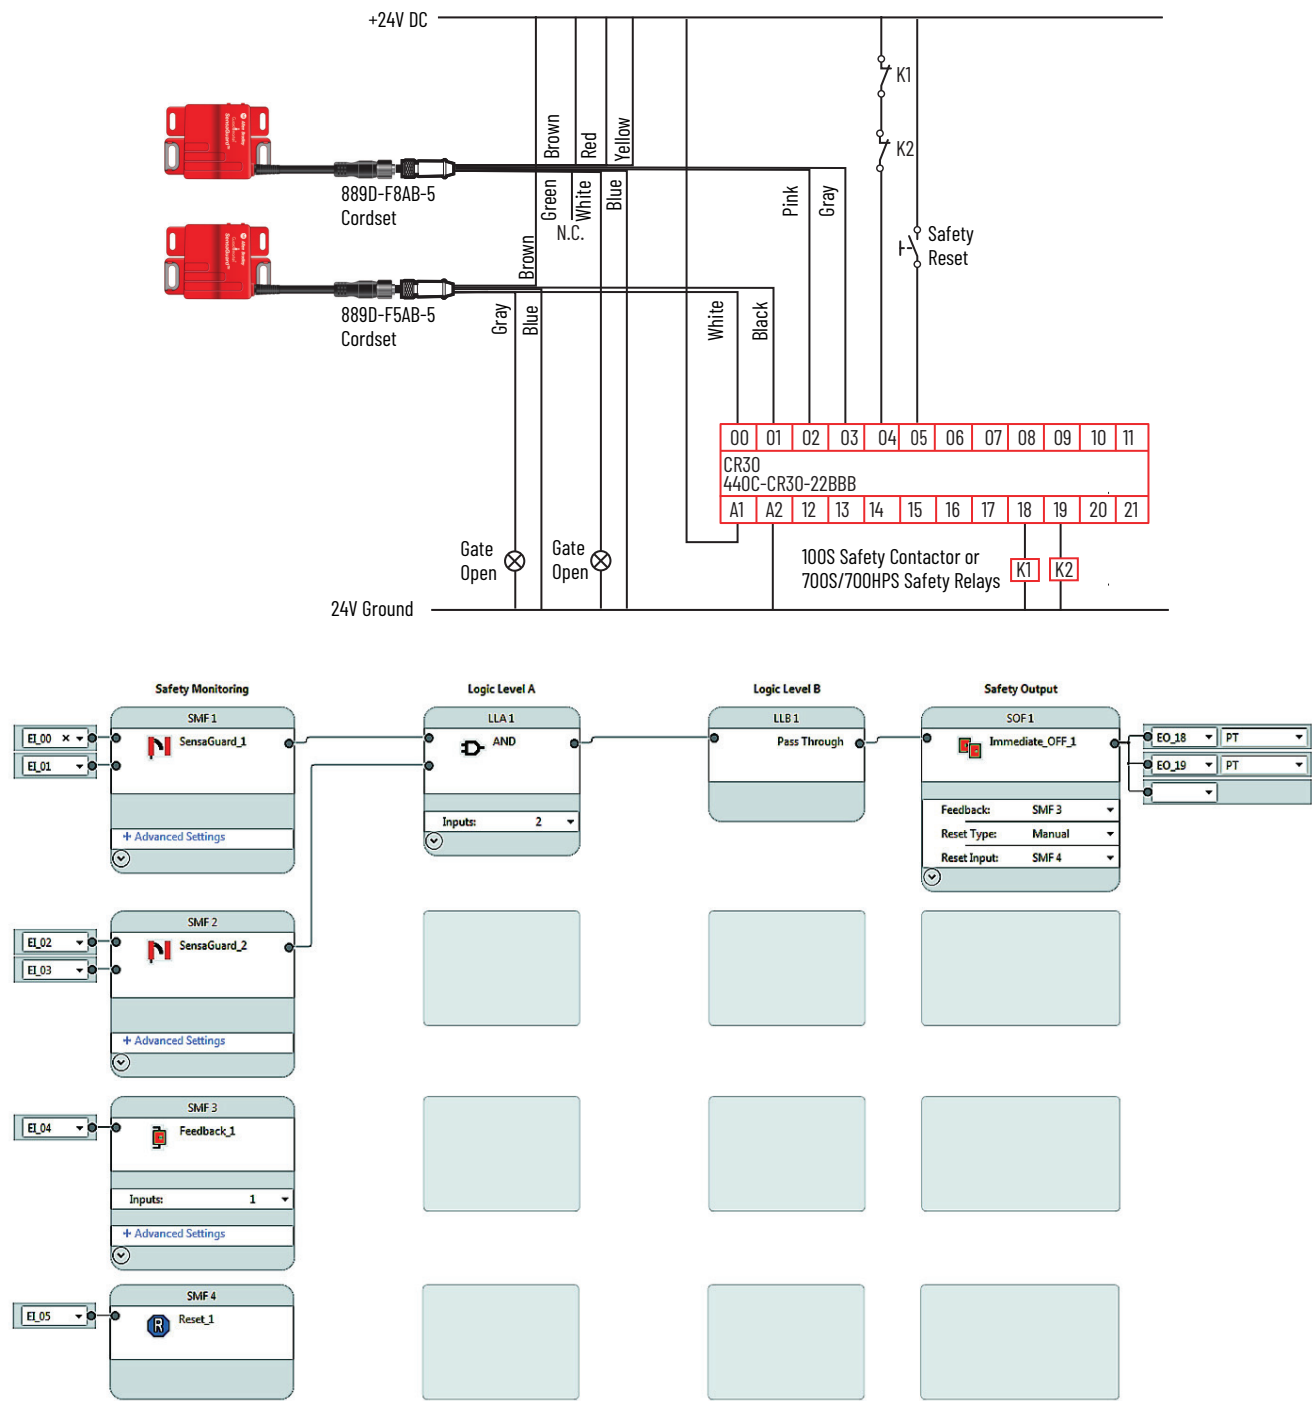 +24V DC
K1
K2
Brown
Red
Yellow
889D-F8AB-5
Cordset
Green
White
Blue
N.C.
Pink
Gray
Safety
Reset
Brown
889D-F5AB-5
Cordset
Gray
Blue
White
Black
00 01 02 03 04 05 06 07 08 09 10 11
CR30
440C-CR30-22BBB
A1 A2 12 13 14 15 16 17 18 19 20 21
Gate
Open
Gate
Open
100S Safety Contactor or
700S/700HPS Safety Relays
K1
K2
24V Ground
Safety Monitoring
Logic Level A
Logic Level B
Safety Output
SMF 1
LLA 1
LLB 1
SOF 1
EI_00
SensaGuard_1
AND
Pass Through
Immediate_OFF_1
EO_18
PT
EI_01
EO_19
PT
+ Advanced Settings
Inputs: 2
Feedback: SMF 3
Reset Type: Manual
Reset Input: SMF 4
SMF 2
EI_02
SensaGuard_2
EI_03
+ Advanced Settings
SMF 3
EI_04
Feedback_1
Inputs: 1
+ Advanced Settings
SMF 4
EI_05
R
Reset_1